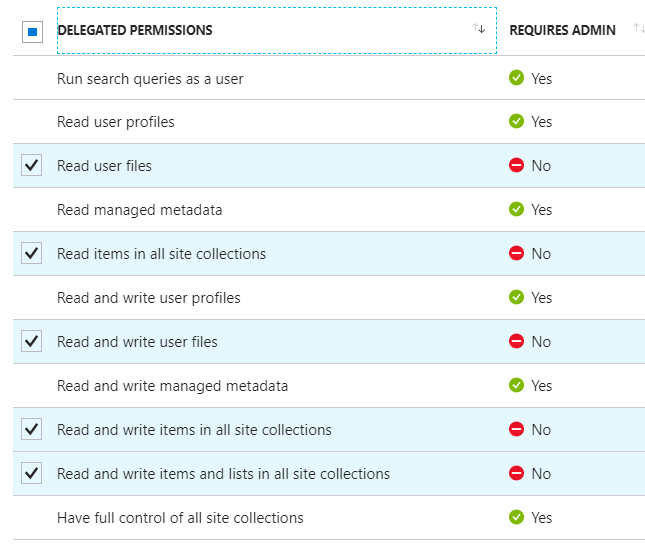 DELEGATED PERMISSIONS REQUIRES ADMIN
Run search queries as a user Yes
Read user profiles Yes
Read user files No
Read managed metadata Yes
Read items in all site collections No
Read and write user profiles Yes
Read and write user files No
Read and write managed metadata Yes
Read and write items in all site collections No
Read and write items and lists in all site collections No
Have full control of all site collections Yes